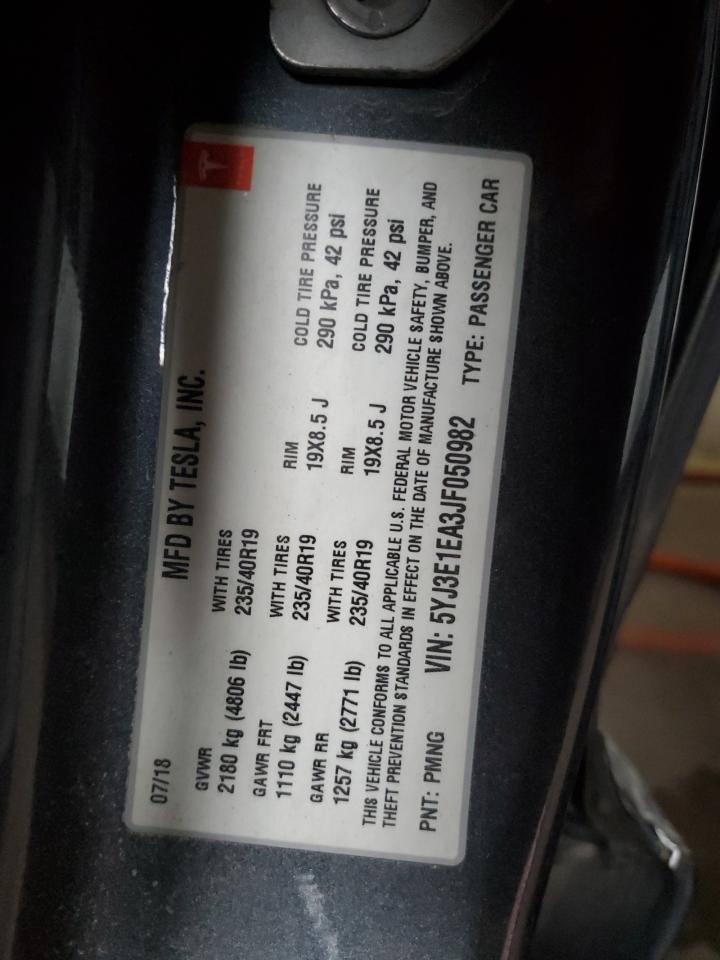 MFD BY TESLA, INC.
07/18
GVWR WITH TIRES
2180 kg (4806 lb) 235/40R19
GAWR FRT WITH TIRES RIM COLD TIRE PRESSURE
1110 kg (2447 lb) 235/40R19 19X8.5 J 290 kPa, 42 psi
GAWR RR WITH TIRES RIM COLD TIRE PRESSURE
1257 kg (2771 lb) 235/40R19 19X8.5 J 290 kPa, 42 psi
THIS VEHICLE CONFORMS TO ALL APPLICABLE U.S. FEDERAL MOTOR VEHICLE SAFETY, BUMPER, AND
THEFT PREVENTION STANDARDS IN EFFECT ON THE DATE OF MANUFACTURE SHOWN ABOVE.
PNT: PMNG VIN: 5YJ3E1EA3JF050982 TYPE: PASSENGER CAR